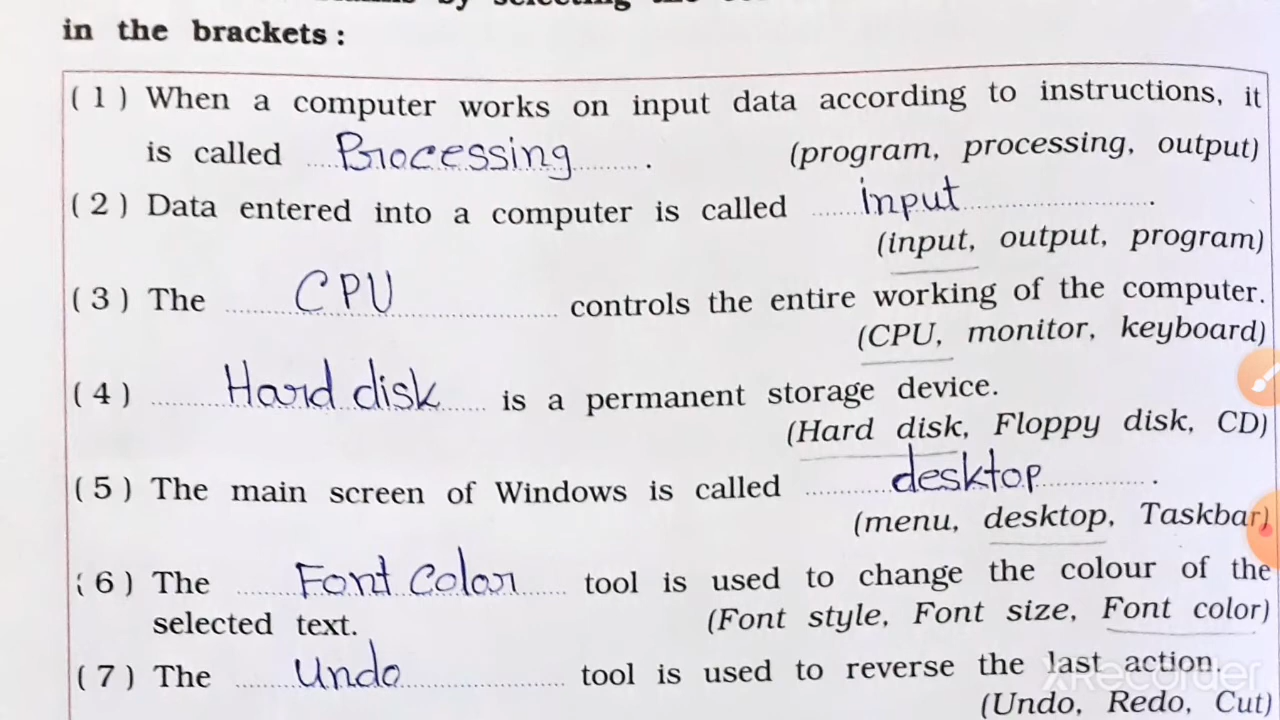 in the brackets :
( 1 ) When a computer works on input data according to instructions, it
is called Processing. (program, processing, output)
( 2 ) Data entered into a computer is called input.
(input, output, program)
( 3 ) The CPU controls the entire working of the computer.
(CPU, monitor, keyboard)
( 4 ) Hard disk is a permanent storage device.
(Hard disk, Floppy disk, CD)
( 5 ) The main screen of Windows is called desktop.
(menu, desktop, Taskbar)
( 6 ) The Font Color tool is used to change the colour of the
selected text. (Font style, Font size, Font color)
( 7 ) The Undo tool is used to reverse the last action.
XRecorder
(Undo, Redo, Cut)